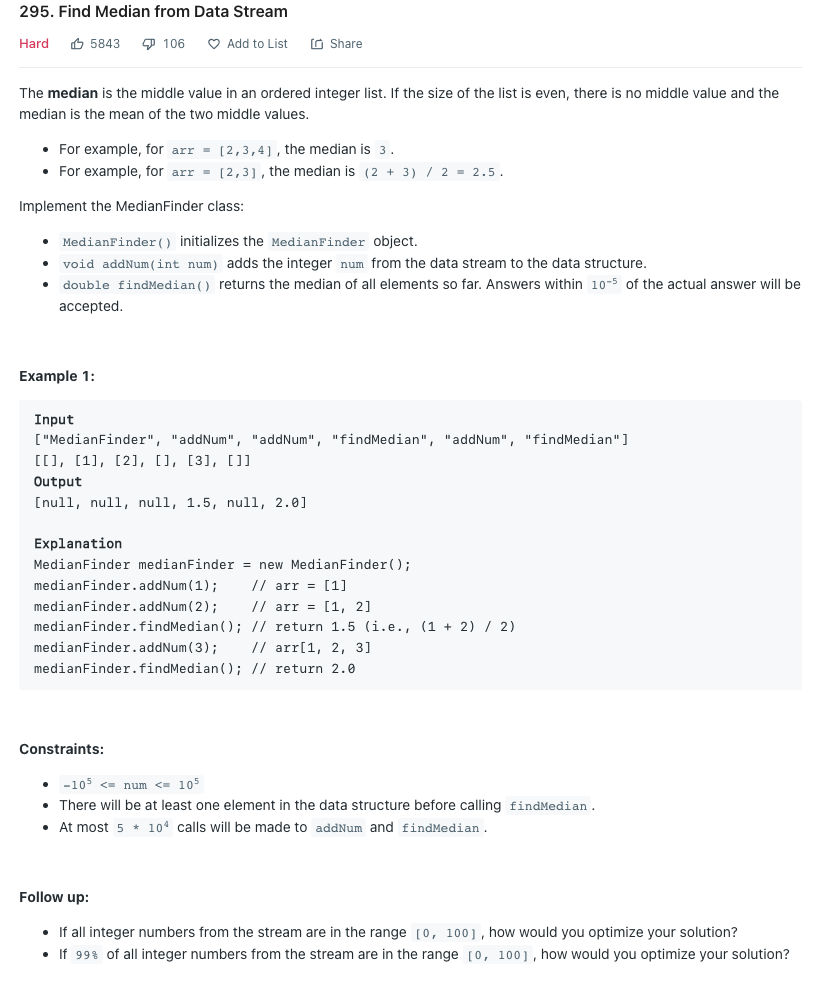 295. Find Median from Data Stream
Hard 5843 106 Add to List Share
The median is the middle value in an ordered integer list. If the size of the list is even, there is no middle value and the
median is the mean of the two middle values.
• For example, for arr = [2,3,4], the median is 3.
• For example, for arr = [2,3], the median is (2 + 3) / 2 = 2.5.
Implement the MedianFinder class:
• MedianFinder() initializes the MedianFinder object.
• void addNum(int num) adds the integer num from the data stream to the data structure.
• double findMedian() returns the median of all elements so far. Answers within 10⁻⁵ of the actual answer will be
accepted.
Example 1:
Input
["MedianFinder", "addNum", "addNum", "findMedian", "addNum", "findMedian"]
[[], [1], [2], [], [3], []]
Output
[null, null, null, 1.5, null, 2.0]
Explanation
MedianFinder medianFinder = new MedianFinder();
medianFinder.addNum(1);    // arr = [1]
medianFinder.addNum(2);    // arr = [1, 2]
medianFinder.findMedian(); // return 1.5 (i.e., (1 + 2) / 2)
medianFinder.addNum(3);    // arr[1, 2, 3]
medianFinder.findMedian(); // return 2.0
Constraints:
• -10⁵ <= num <= 10⁵
• There will be at least one element in the data structure before calling findMedian.
• At most 5 * 10⁴ calls will be made to addNum and findMedian.
Follow up:
• If all integer numbers from the stream are in the range [0, 100], how would you optimize your solution?
• If 99% of all integer numbers from the stream are in the range [0, 100], how would you optimize your solution?